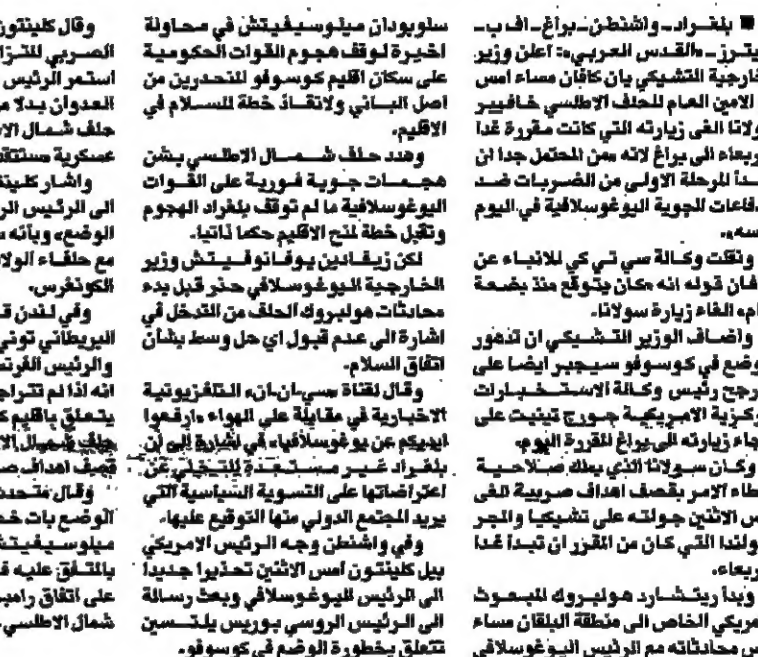 ■ بلغراد ـ واشنطن ـ براغ ـ اف ب ـ
يترز ـ «القدس العربي»: اعلن وزير
خارجية التشيكي يان كافان مساء امس
الامين العام للحلف الاطلسي خافيير
ولانا الغى زيارته التي كانت مقررة غدا
ربعاء الى براغ لانه «من المحتمل جدا ان
ـدأ المرحلة الاولى من الضربات ضد
فاعات الجوية اليوغوسلافية في اليوم
سه».
ونقلت وكالة سي تي كي للانباء عن
فان قوله انه «كان يتوقع منذ بضعة
ام» الغاء زيارة سولانا.
واضاف الوزير التشيكي ان تدهور
وضع في كوسوفو سيجبر ايضا على
رجح رئيس وكالة الاستخبارات
ركزية الامريكية جورج تينيت على
جاء زيارته الى براغ المقررة اليوم.
وكان سولانا الذي يملك صلاحية
طاء الامر بقصف اهداف صربية الغى
س الاثنين جولته على تشيكيا والمجر
ولندا التي كان من المقرر ان تبدأ غدا
ربعاء.
وبدأ ريتشارد هولبروك المبعوث
مريكي الخاص الى منطقة البلقان مساء
س محادثاته مع الرئيس اليوغوسلافي
سلوبودان ميلوسيفيتش في محاولة
اخيرة لوقف هجوم القوات الحكومية
على سكان اقليم كوسوفو المتحدرين من
اصل الباني ولانقاذ خطة للسلام في
الاقليم.
وهدد حلف شمال الاطلسي بشن
هجمات جوية فورية على القوات
اليوغوسلافية ما لم توقف بلغراد الهجوم
وتقبل خطة لمنح الاقليم حكما ذاتيا.
لكن زيفادين يوفانوفيتش وزير
الخارجية اليوغوسلافي حذر قبل بدء
محادثات هولبروك الحلف من التدخل في
اشارة الى عدم قبول اي حل وسط بشأن
اتفاق السلام.
وقال لقناة «سي.ان.ان» التلفزيونية
الاخبارية في مقابلة على الهواء «ارفعوا
ايديكم عن يوغوسلافيا» في اشارة الى ان
بلغراد غير مستعدة للتخلي عن
اعتراضاتها على التسوية السياسية التي
يريد المجتمع الدولي منها التوقيع عليها.
وفي واشنطن وجه الرئيس الامريكي
بيل كلينتون امس الاثنين تحذيرا جديدا
الى الرئيس اليوغوسلافي وبعث رسالة
الى الرئيس الروسي بوريس يلتسين
تتعلق بخطورة الوضع في كوسوفو.
وقال كلينتون
الصربي التزا
استمر الرئيس
العدوان بدلا م
حلف شمال الا
عسكرية ستتفذ
واشار كلينت
الى الرئيس الر
الوضع» وبأنه
مع حلفاء الولا
الكونغرس.
وفي لندن ق
البريطاني توني
والرئيس الفرنس
انه اذا لم تتراج
يتعلق باقليم ك
حلف شمال الا
قصف اهداف ص
وقال متحدث
الوضع بات خط
ميلوسيفيتش
بالمتفق عليه ف
على اتفاق رامب
شمال الاطلسي